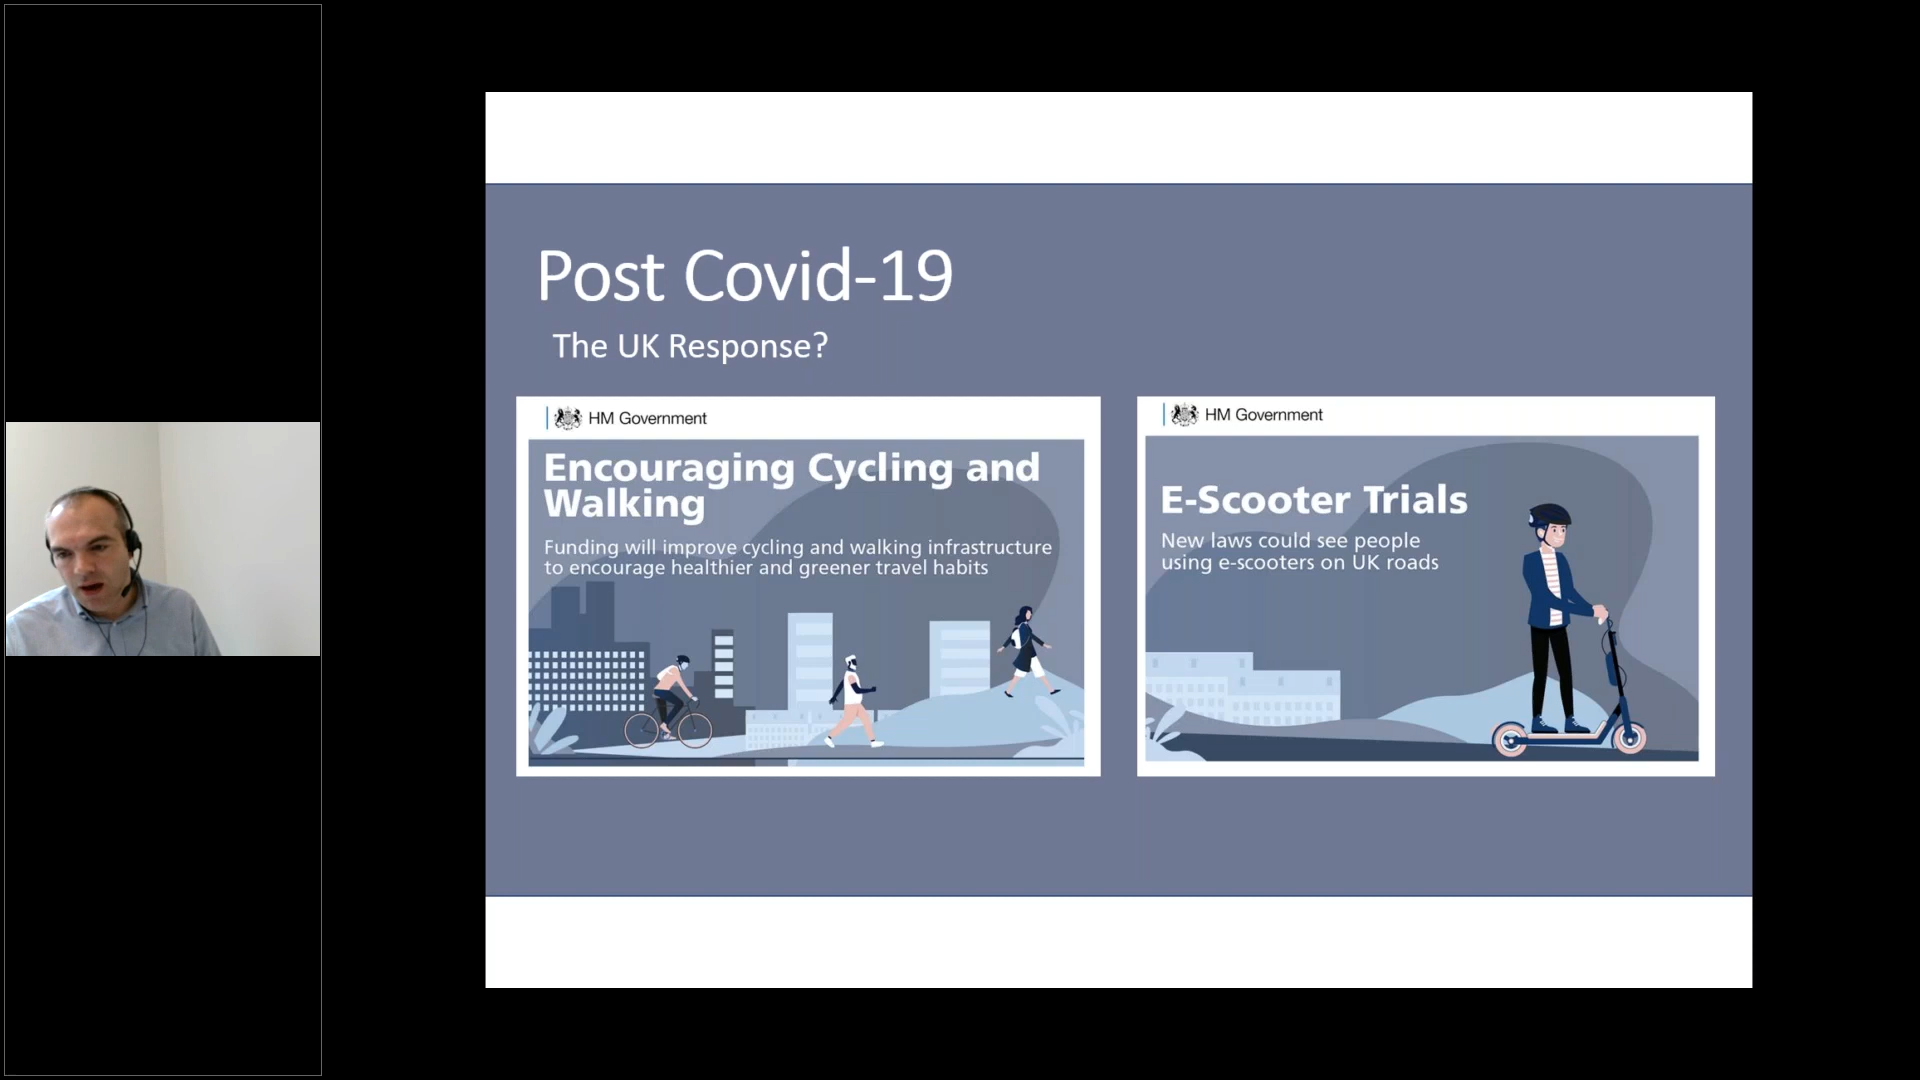 Post Covid-19
The UK Response?
HM Government
Encouraging Cycling and
Walking
Funding will improve cycling and walking infrastructure
to encourage healthier and greener travel habits
HM Government
E-Scooter Trials
New laws could see people
using e-scooters on UK roads